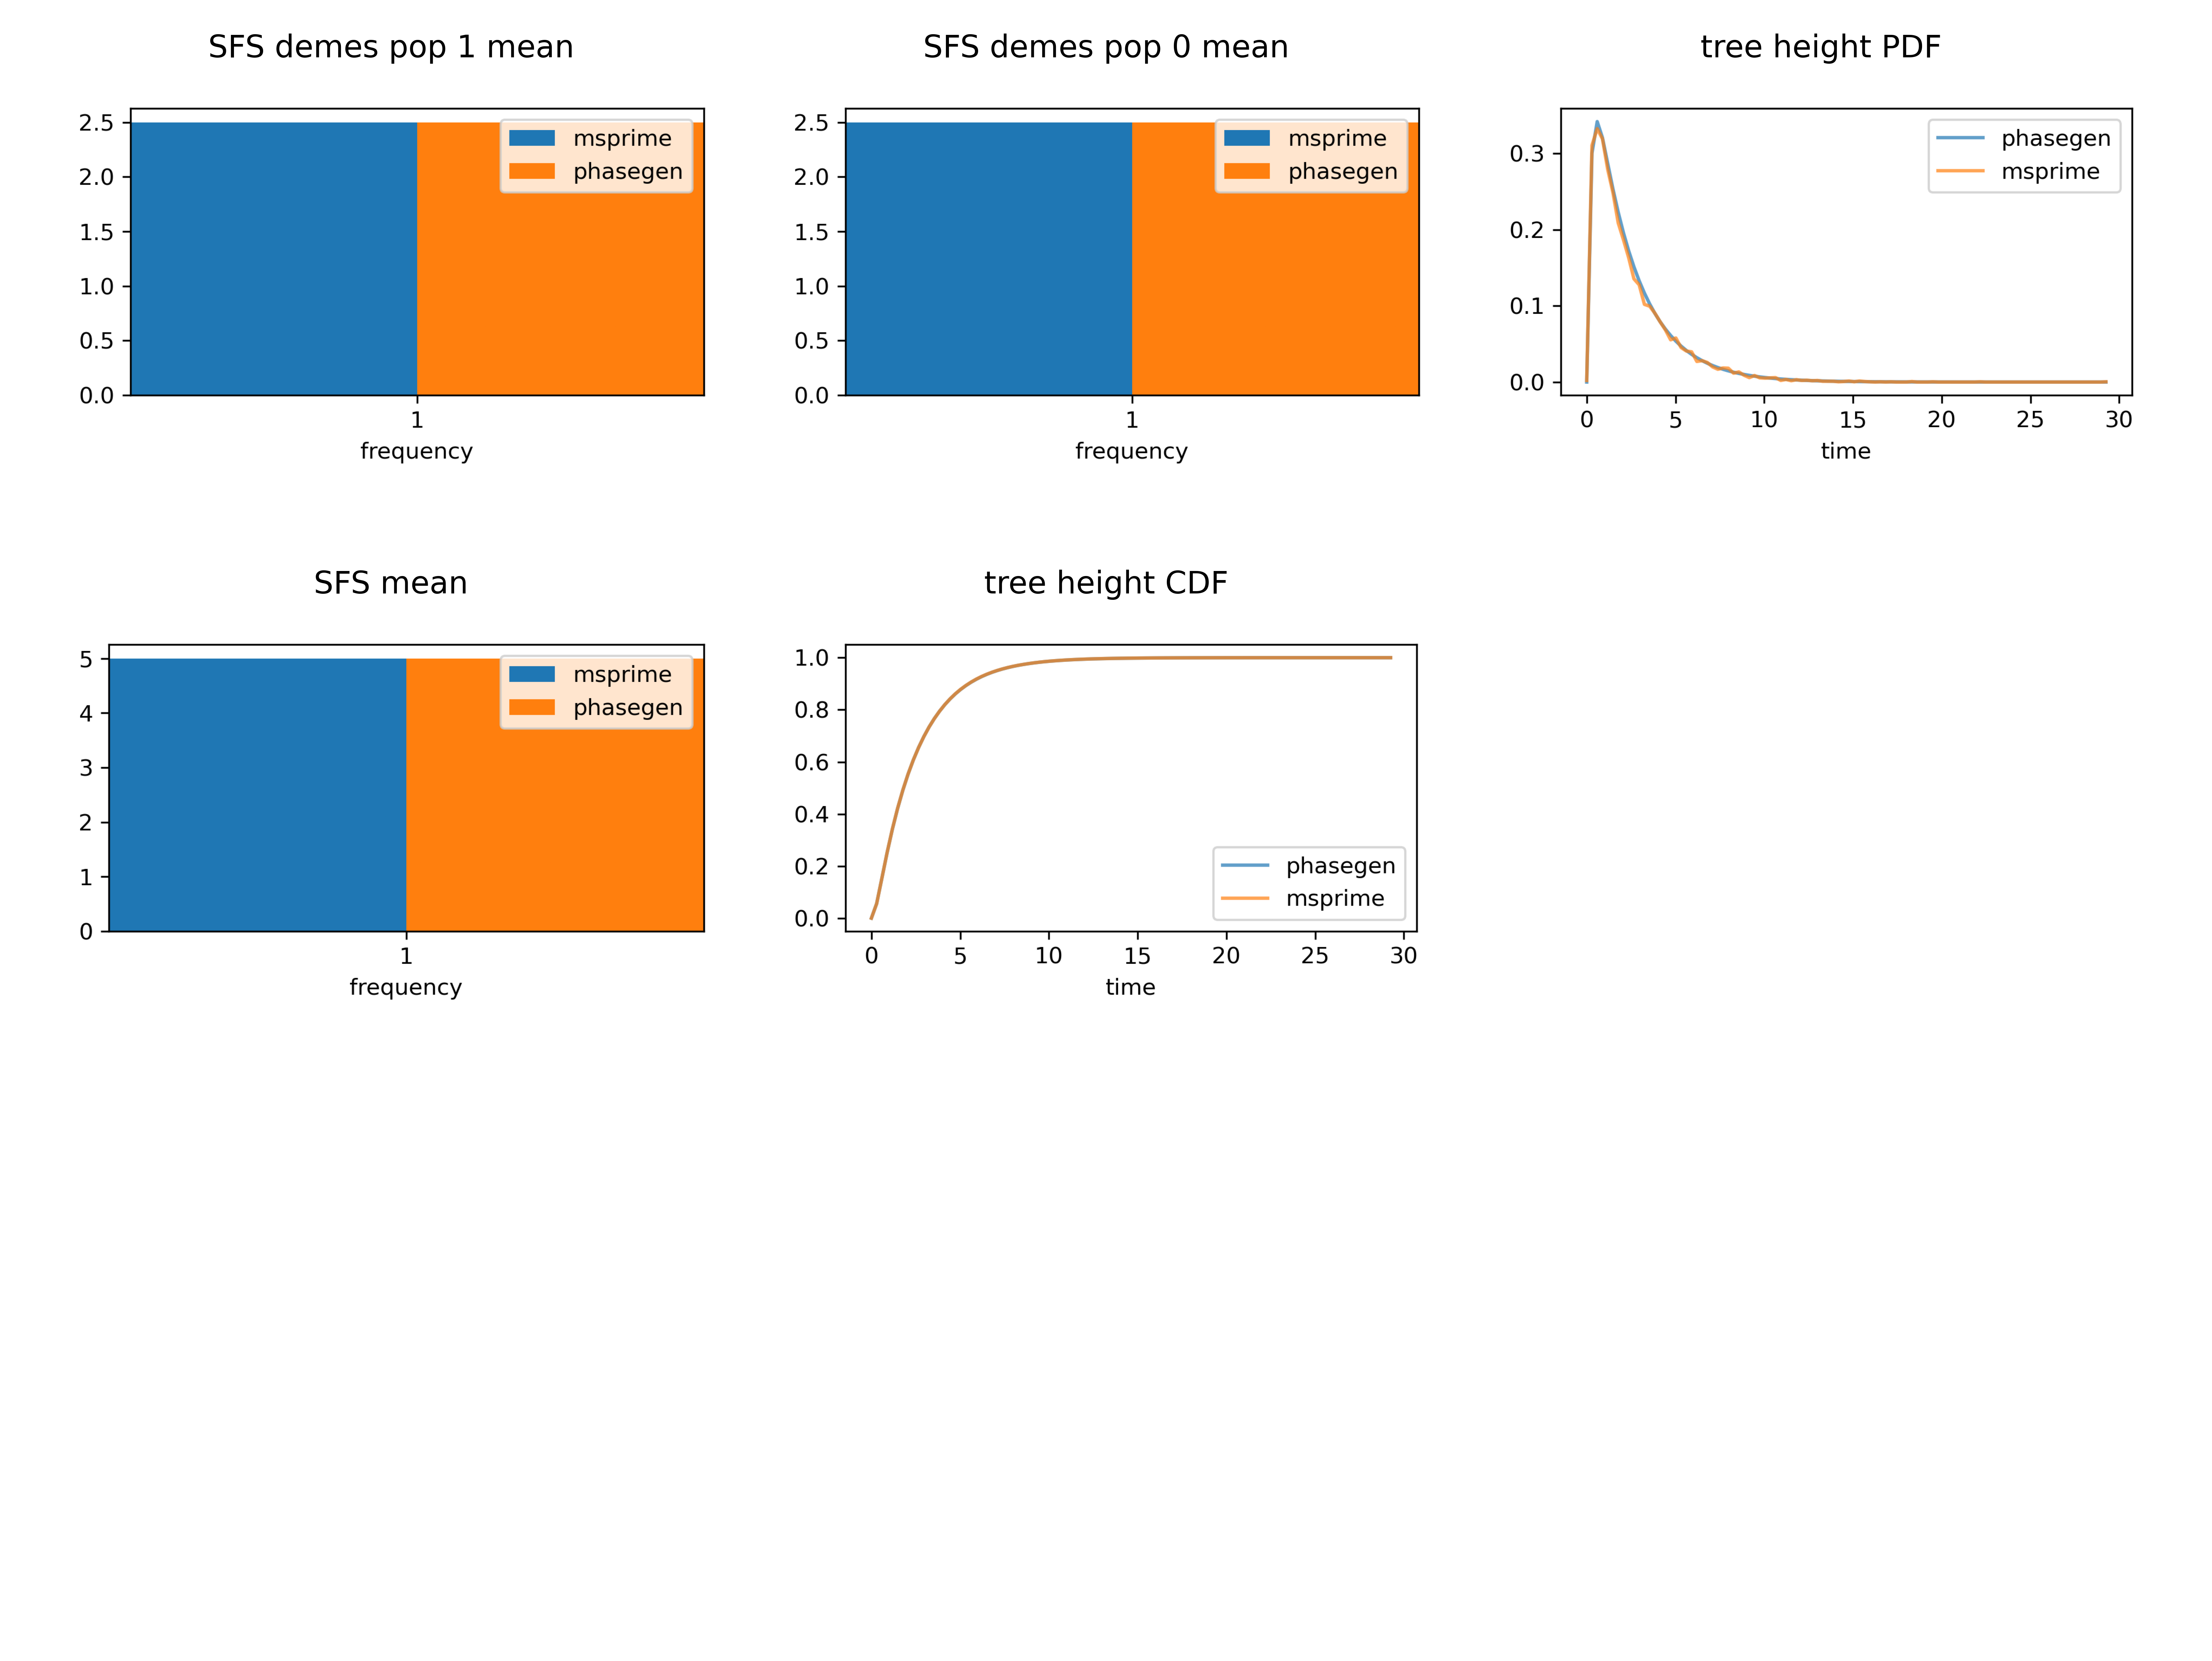 SFS demes pop 1 mean
2.5
2.0
1.5
1.0
0.5
0.0
1
frequency
msprime
phasegen
SFS demes pop 0 mean
2.5
2.0
1.5
1.0
0.5
0.0
1
frequency
msprime
phasegen
tree height PDF
0.3
0.2
0.1
0.0
0 5 10 15 20 25 30
time
phasegen
msprime
SFS mean
5
4
3
2
1
0
1
frequency
msprime
phasegen
tree height CDF
1.0
0.8
0.6
0.4
0.2
0.0
0 5 10 15 20 25 30
time
phasegen
msprime